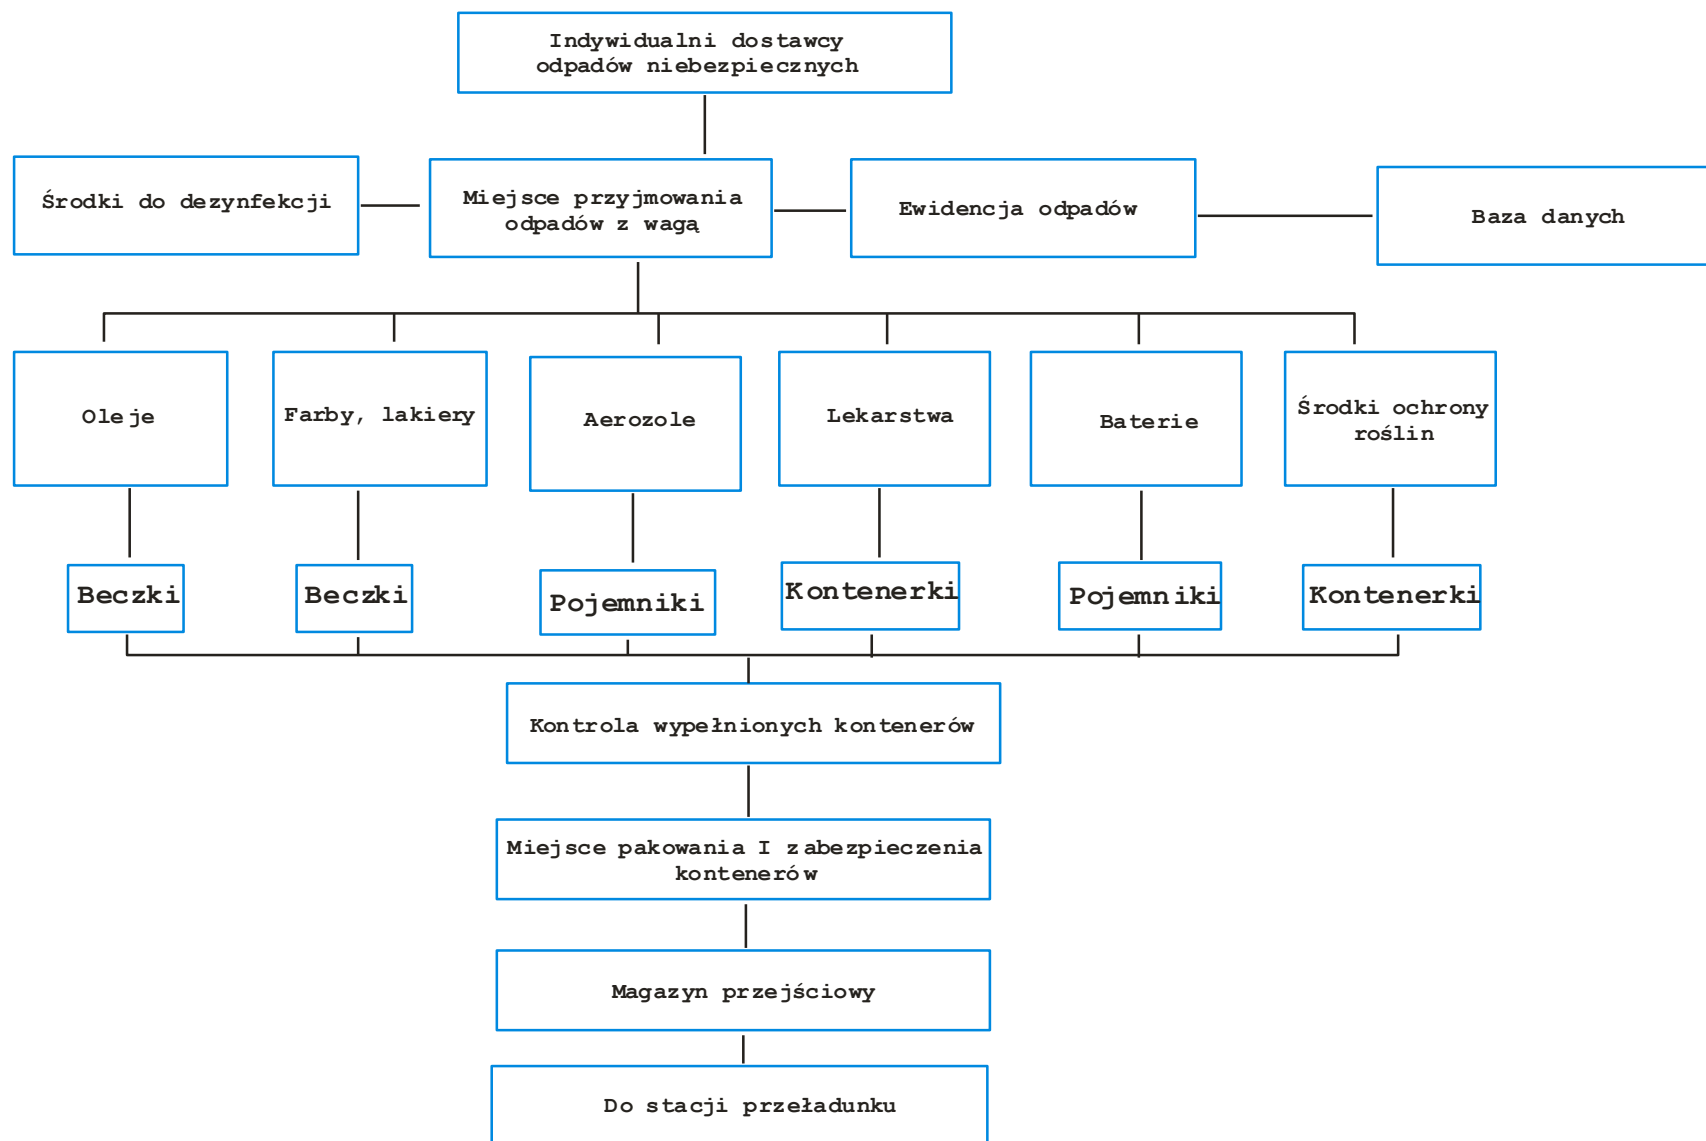 Indywidualni dostawcy
odpadów niebezpiecznych
Środki do dezynfekcji
Miejsce przyjmowania
odpadów z wagą
Ewidencja odpadów
Baza danych
Oleje
Farby, lakiery
Aerozole
Lekarstwa
Baterie
Środki ochrony
roślin
Beczki
Beczki
Pojemniki
Kontenerki
Pojemniki
Kontenerki
Kontrola wypełnionych kontenerów
Miejsce pakowania I zabezpieczenia
kontenerów
Magazyn przejściowy
Do stacji przeładunku